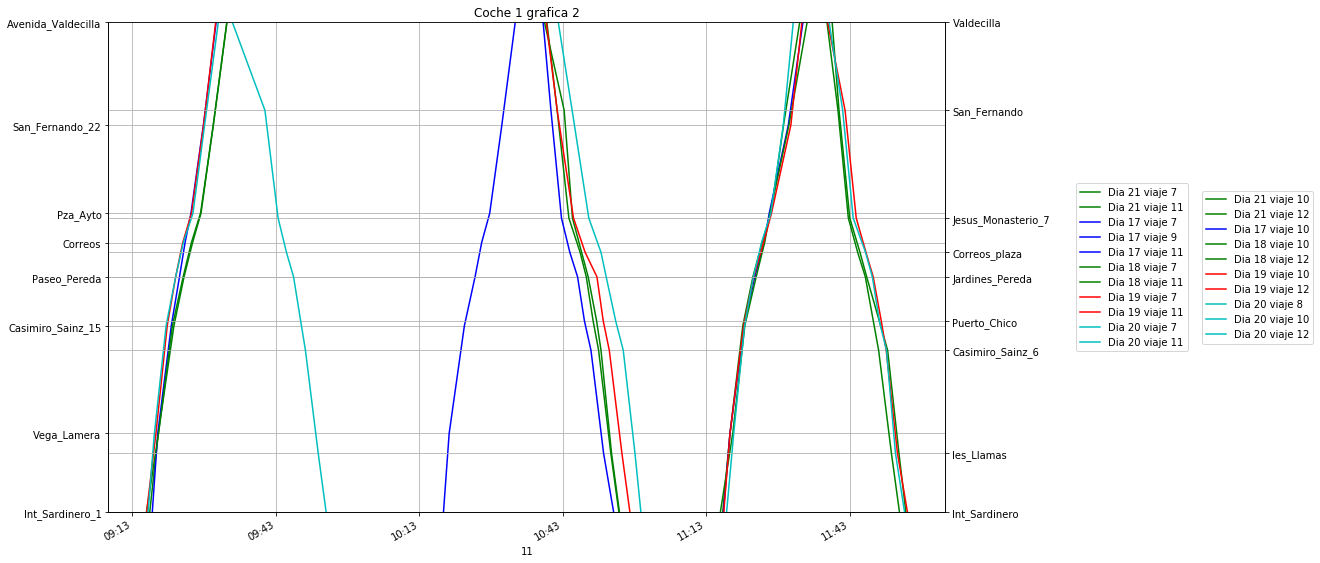 Coche 1 grafica 2
Avenida_Valdecilla
San_Fernando_22
Pza_Ayto
Correos
Paseo_Pereda
Casimiro_Sainz_15
Vega_Lamera
Int_Sardinero_1
Valdecilla
San_Fernando
Jesus_Monasterio_7
Correos_plaza
Jardines_Pereda
Puerto_Chico
Casimiro_Sainz_6
Ies_Llamas
Int_Sardinero
09:13
09:43
10:13
10:43
11:13
11:43
11
Dia 21 viaje 7
Dia 21 viaje 11
Dia 17 viaje 7
Dia 17 viaje 9
Dia 17 viaje 11
Dia 18 viaje 7
Dia 18 viaje 11
Dia 19 viaje 7
Dia 19 viaje 11
Dia 20 viaje 7
Dia 20 viaje 11
Dia 21 viaje 10
Dia 21 viaje 12
Dia 17 viaje 10
Dia 18 viaje 10
Dia 18 viaje 12
Dia 19 viaje 10
Dia 19 viaje 12
Dia 20 viaje 8
Dia 20 viaje 10
Dia 20 viaje 12